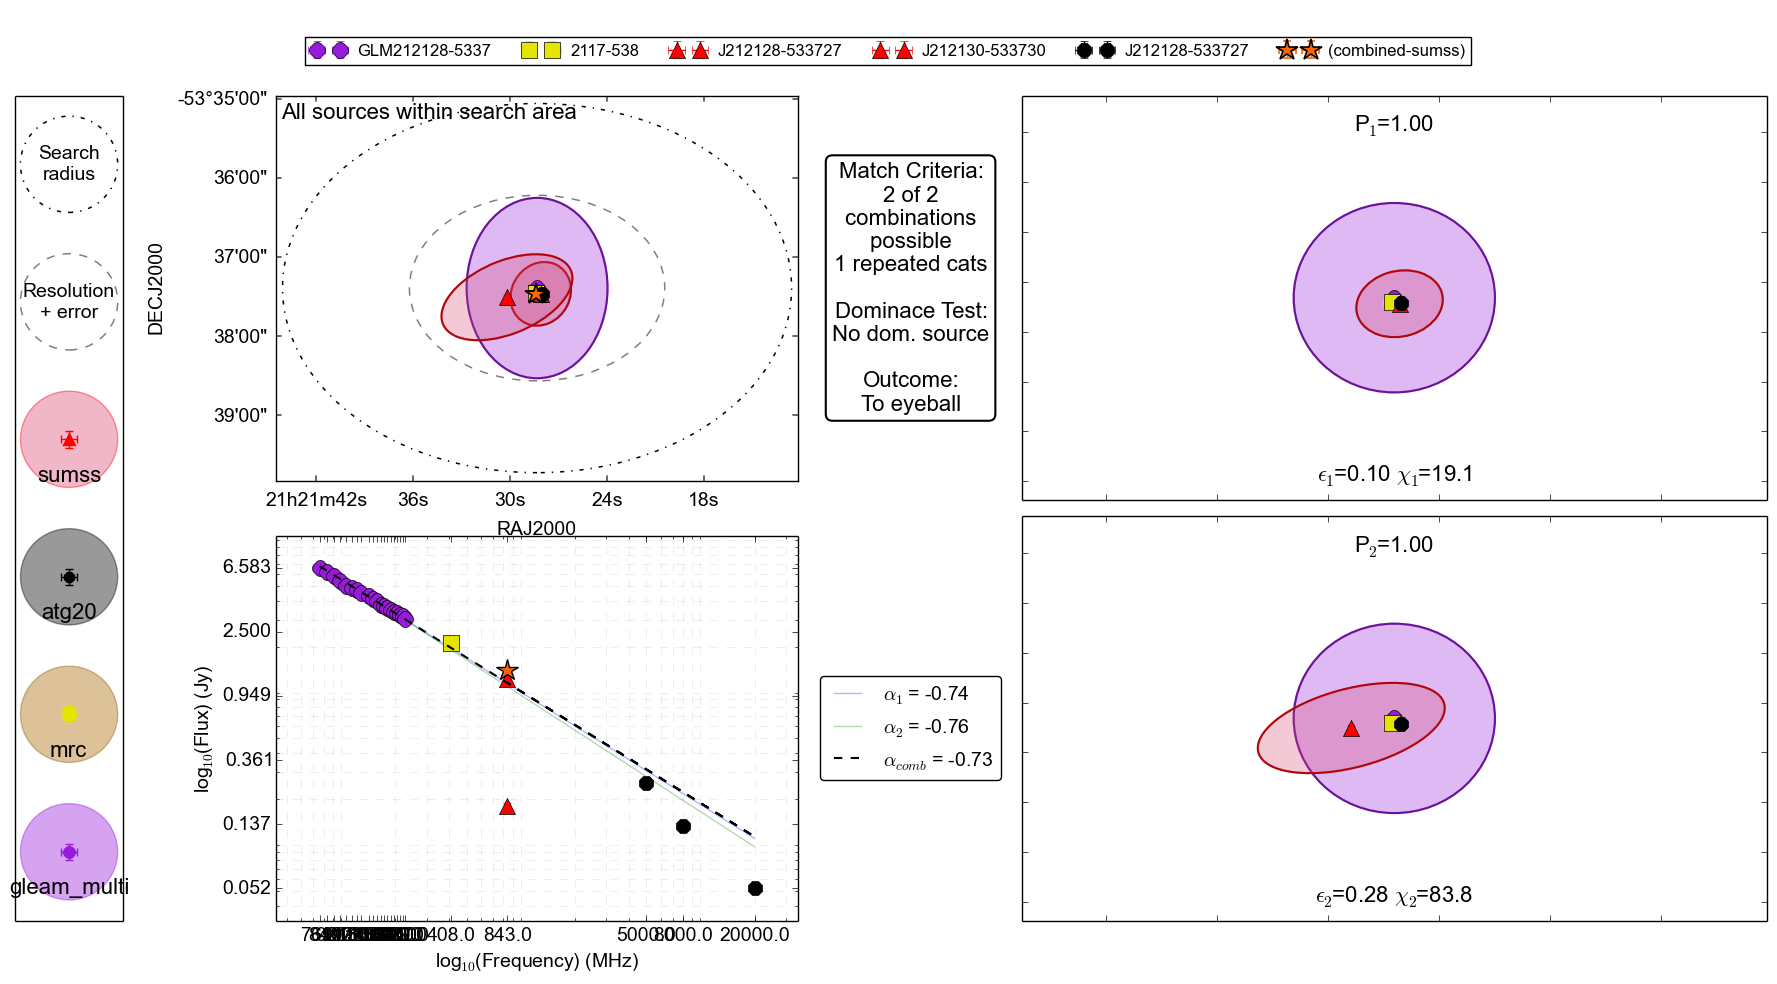 GLM212128-5337 2117-538 J212128-533727 J212130-533730 J212128-533727 (combined-sumss)
Search
radius
Resolution
+ error
sumss
atg20
mrc
gleam_multi
All sources within search area
DECJ2000
-53°35'00"
36'00"
37'00"
38'00"
39'00"
21h21m42s 36s 30s 24s 18s
RAJ2000
Match Criteria:
2 of 2
combinations
possible
1 repeated cats
Dominace Test:
No dom. source
Outcome:
To eyeball
P1=1.00
ϵ1=0.10 χ1=19.1
log10(Flux) (Jy)
6.583
2.500
0.949
0.361
0.137
0.052
408.0 843.0 5000.0 8000.0 20000.0
log10(Frequency) (MHz)
α1 = -0.74
α2 = -0.76
αcomb = -0.73
P2=1.00
ϵ2=0.28 χ2=83.8